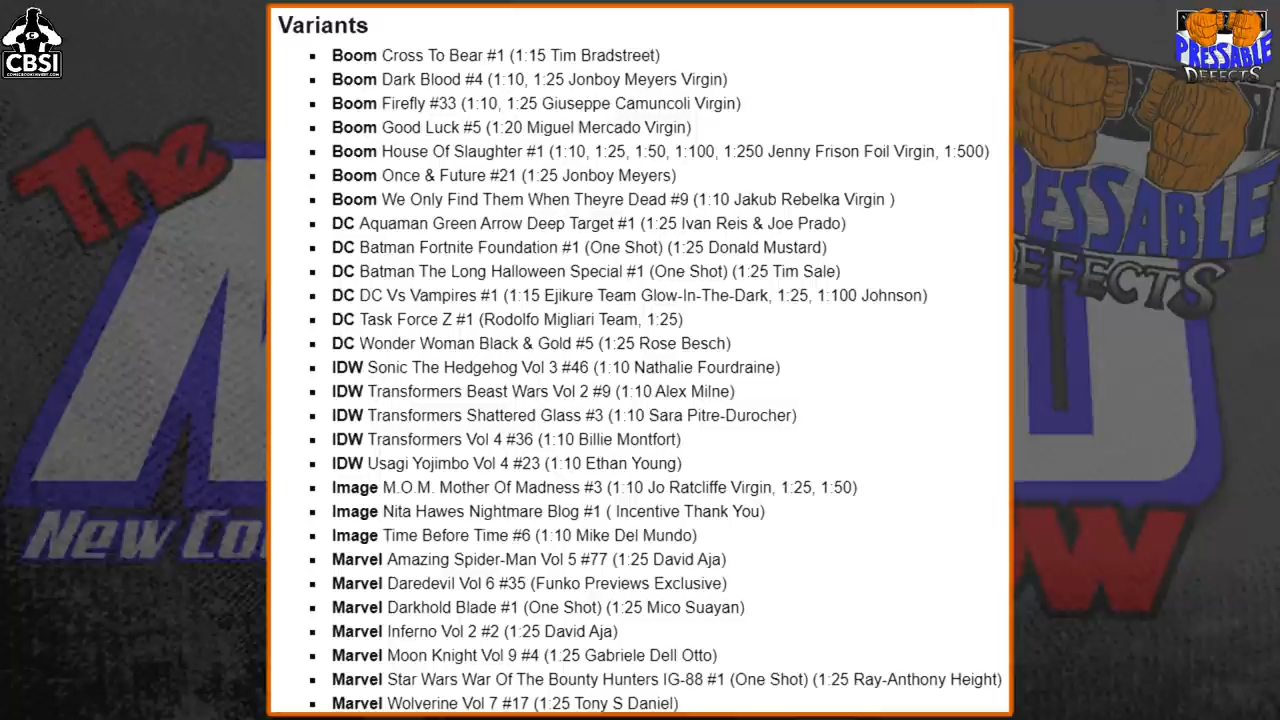 CBSI
COMICBOOKINVEST.COM
PRESSABLE
DEFECTS
The
New Co
Variants
Boom Cross To Bear #1 (1:15 Tim Bradstreet)
Boom Dark Blood #4 (1:10, 1:25 Jonboy Meyers Virgin)
Boom Firefly #33 (1:10, 1:25 Giuseppe Camuncoli Virgin)
Boom Good Luck #5 (1:20 Miguel Mercado Virgin)
Boom House Of Slaughter #1 (1:10, 1:25, 1:50, 1:100, 1:250 Jenny Frison Foil Virgin, 1:500)
Boom Once & Future #21 (1:25 Jonboy Meyers)
Boom We Only Find Them When Theyre Dead #9 (1:10 Jakub Rebelka Virgin )
DC Aquaman Green Arrow Deep Target #1 (1:25 Ivan Reis & Joe Prado)
DC Batman Fortnite Foundation #1 (One Shot) (1:25 Donald Mustard)
DC Batman The Long Halloween Special #1 (One Shot) (1:25 Tim Sale)
DC DC Vs Vampires #1 (1:15 Ejikure Team Glow-In-The-Dark, 1:25, 1:100 Johnson)
DC Task Force Z #1 (Rodolfo Migliari Team, 1:25)
DC Wonder Woman Black & Gold #5 (1:25 Rose Besch)
IDW Sonic The Hedgehog Vol 3 #46 (1:10 Nathalie Fourdraine)
IDW Transformers Beast Wars Vol 2 #9 (1:10 Alex Milne)
IDW Transformers Shattered Glass #3 (1:10 Sara Pitre-Durocher)
IDW Transformers Vol 4 #36 (1:10 Billie Montfort)
IDW Usagi Yojimbo Vol 4 #23 (1:10 Ethan Young)
Image M.O.M. Mother Of Madness #3 (1:10 Jo Ratcliffe Virgin, 1:25, 1:50)
Image Nita Hawes Nightmare Blog #1 ( Incentive Thank You)
Image Time Before Time #6 (1:10 Mike Del Mundo)
Marvel Amazing Spider-Man Vol 5 #77 (1:25 David Aja)
Marvel Daredevil Vol 6 #35 (Funko Previews Exclusive)
Marvel Darkhold Blade #1 (One Shot) (1:25 Mico Suayan)
Marvel Inferno Vol 2 #2 (1:25 David Aja)
Marvel Moon Knight Vol 9 #4 (1:25 Gabriele Dell Otto)
Marvel Star Wars War Of The Bounty Hunters IG-88 #1 (One Shot) (1:25 Ray-Anthony Height)
Marvel Wolverine Vol 7 #17 (1:25 Tony S Daniel)
RESSABLE
DEFECTS
W